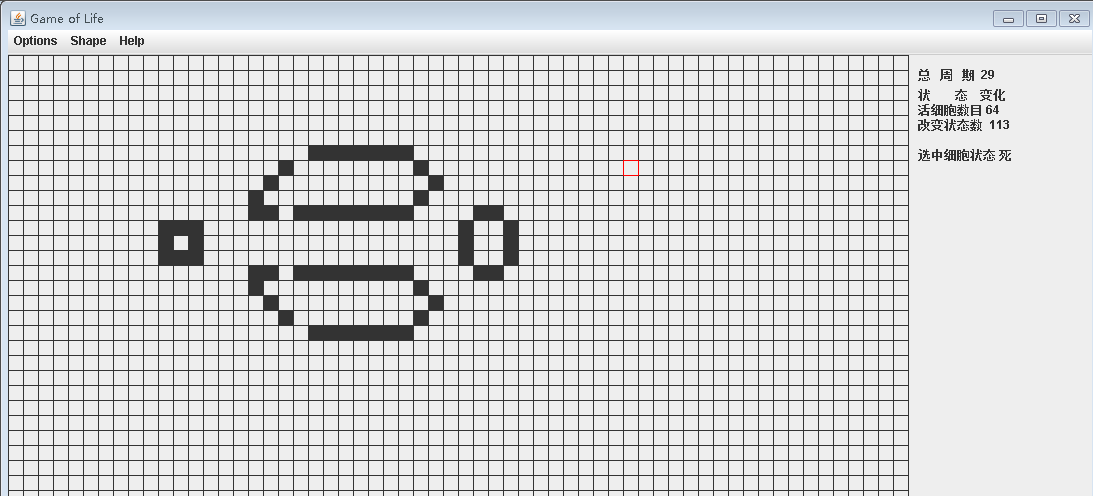 Game of Life
Options Shape Help
总 周 期 29
状 态 变化
活细胞数目 64
改变状态数 113
选中细胞状态 死